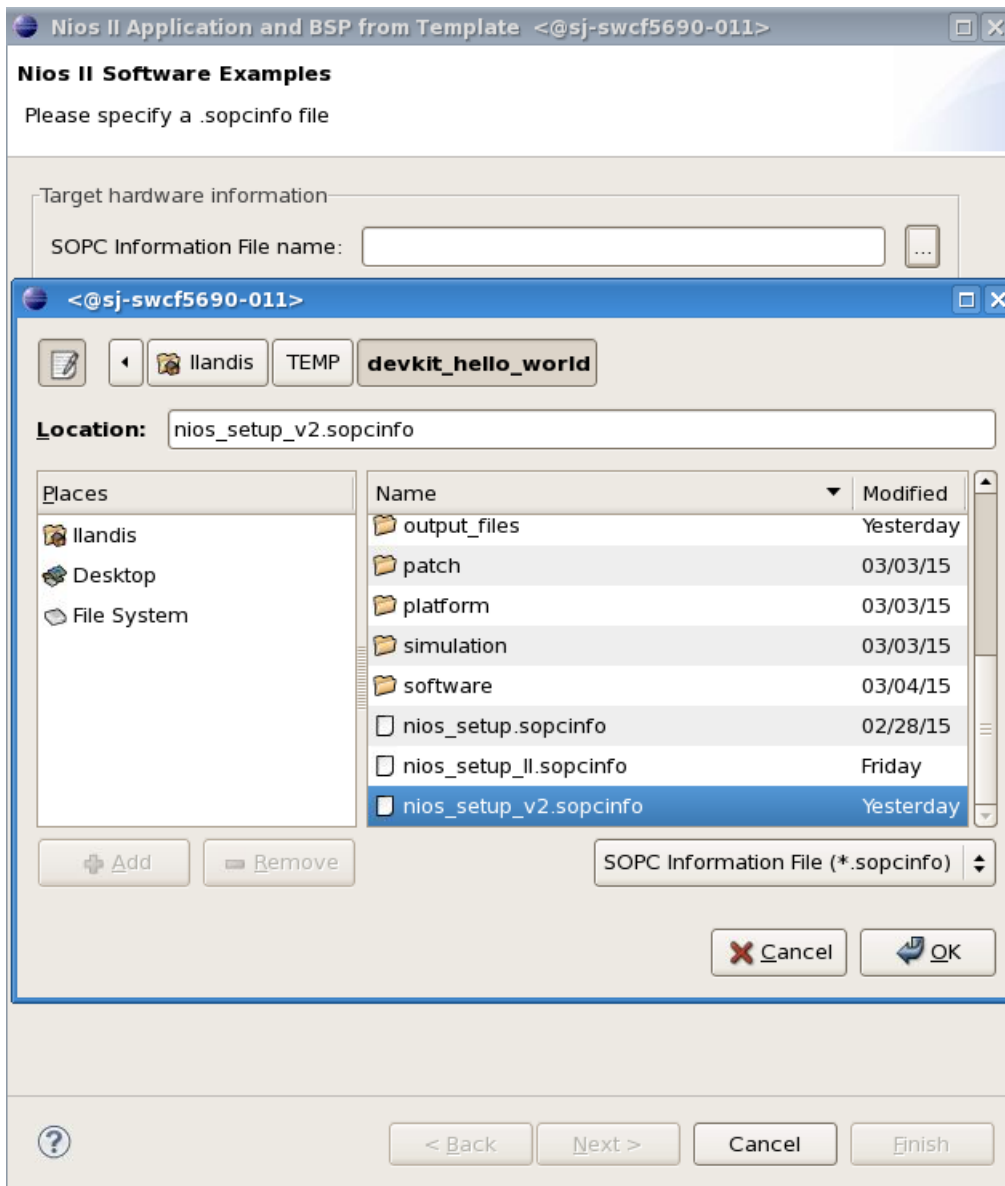 Nios II Application and BSP from Template <@sj-swcf5690-011>
Nios II Software Examples
Please specify a .sopcinfo file
Target hardware information
SOPC Information File name:
...
<@sj-swcf5690-011>
llandis TEMP devkit_hello_world
Location: nios_setup_v2.sopcinfo
Places Name Modified
output_files Yesterday
llandis
patch 03/03/15
Desktop
platform 03/03/15
File System
simulation 03/03/15
software 03/04/15
nios_setup.sopcinfo 02/28/15
nios_setup_ll.sopcinfo Friday
nios_setup_v2.sopcinfo Yesterday
Add Remove SOPC Information File (*.sopcinfo)
Cancel OK
? < Back Next > Cancel Finish